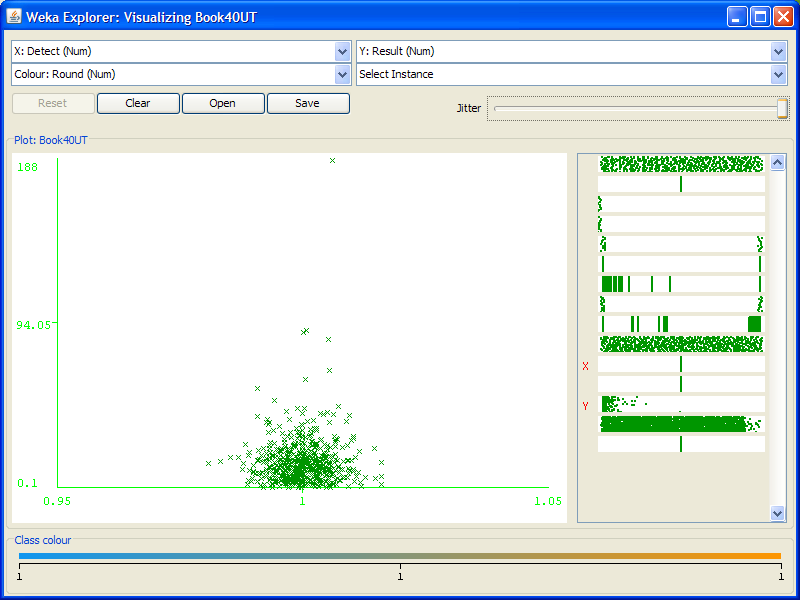 Weka Explorer: Visualizing Book40UT
X: Detect (Num) Y: Result (Num)
Colour: Round (Num) Select Instance
Reset Clear Open Save Jitter
Plot: Book40UT
188
94.05
0.1
0.95 1 1.05
X
Y
Class colour
1 1 1